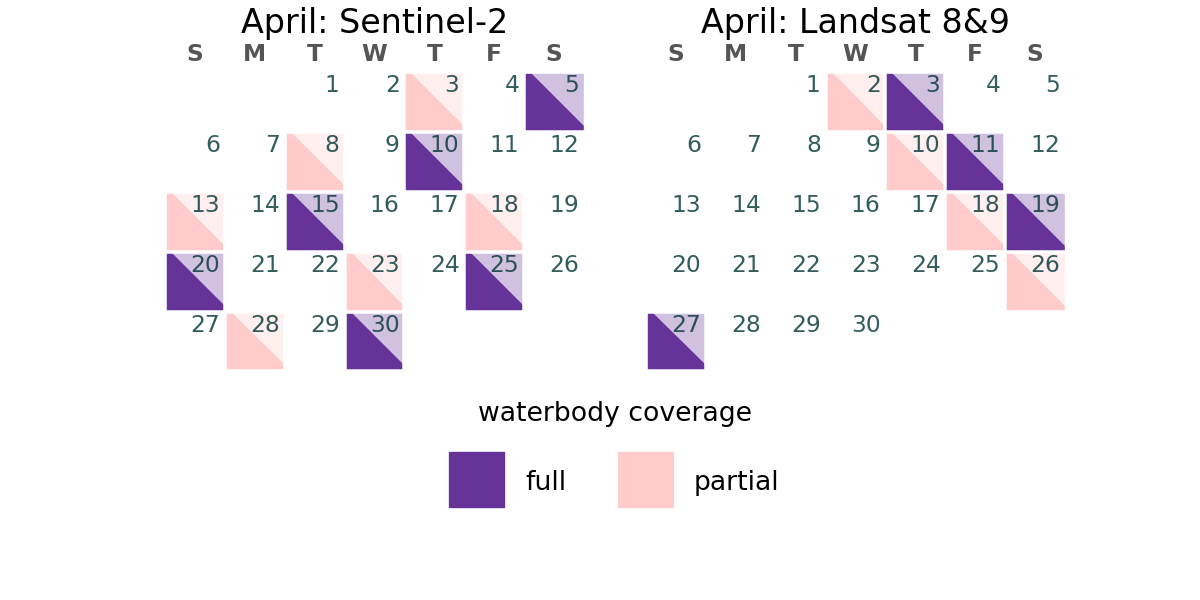 April: Sentinel-2
S M T W T F S
1 2 3 4 5
6 7 8 9 10 11 12
13 14 15 16 17 18 19
20 21 22 23 24 25 26
27 28 29 30
April: Landsat 8&9
S M T W T F S
1 2 3 4 5
6 7 8 9 10 11 12
13 14 15 16 17 18 19
20 21 22 23 24 25 26
27 28 29 30
waterbody coverage
full partial